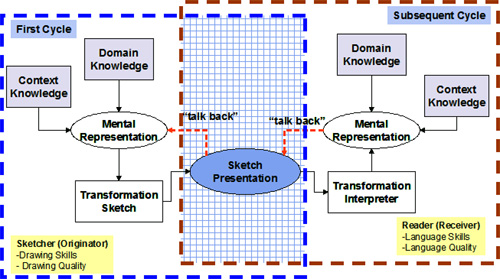 First Cycle
Subsequent Cycle
Domain
Knowledge
Context
Knowledge
Mental
Representation
"talk back"
Transformation
Sketch
Sketch
Presentation
Domain
Knowledge
Context
Knowledge
"talk back"
Mental
Representation
Transformation
Interpreter
Sketcher (Originator)
-Drawing Skills
- Drawing Quality
Reader (Receiver)
-Language Skills
-Language Quality